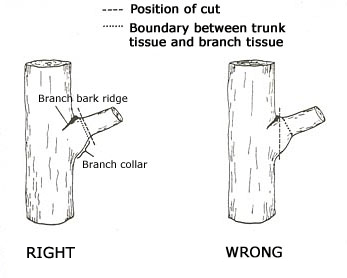 Position of cut
Boundary between trunk
tissue and branch tissue
Branch bark ridge
Branch collar
RIGHT
WRONG